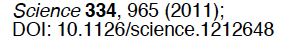 Science 334, 965 (2011);
DOI: 10.1126/science.1212648